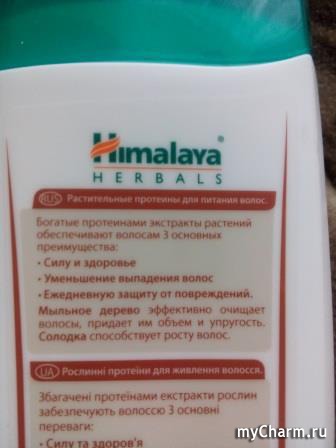 Himalaya
HERBALS
RUS Растительные протеины для питания волос.
Богатые протеинами экстракты растений
обеспечивают волосам 3 основных
преимущества:
• Силу и здоровье
• Уменьшение выпадения волос
• Ежедневную защиту от повреждений.
Мыльное дерево эффективно очищает
волосы, придает им объем и упругость.
Солодка способствует росту волос.
UA Рослинні протеїни для живлення волосся.
Збагачені протеїнами екстракти рослин
забезпечують волоссю 3 основні
переваги:
• Силу та здоров'я
myCharm.ru